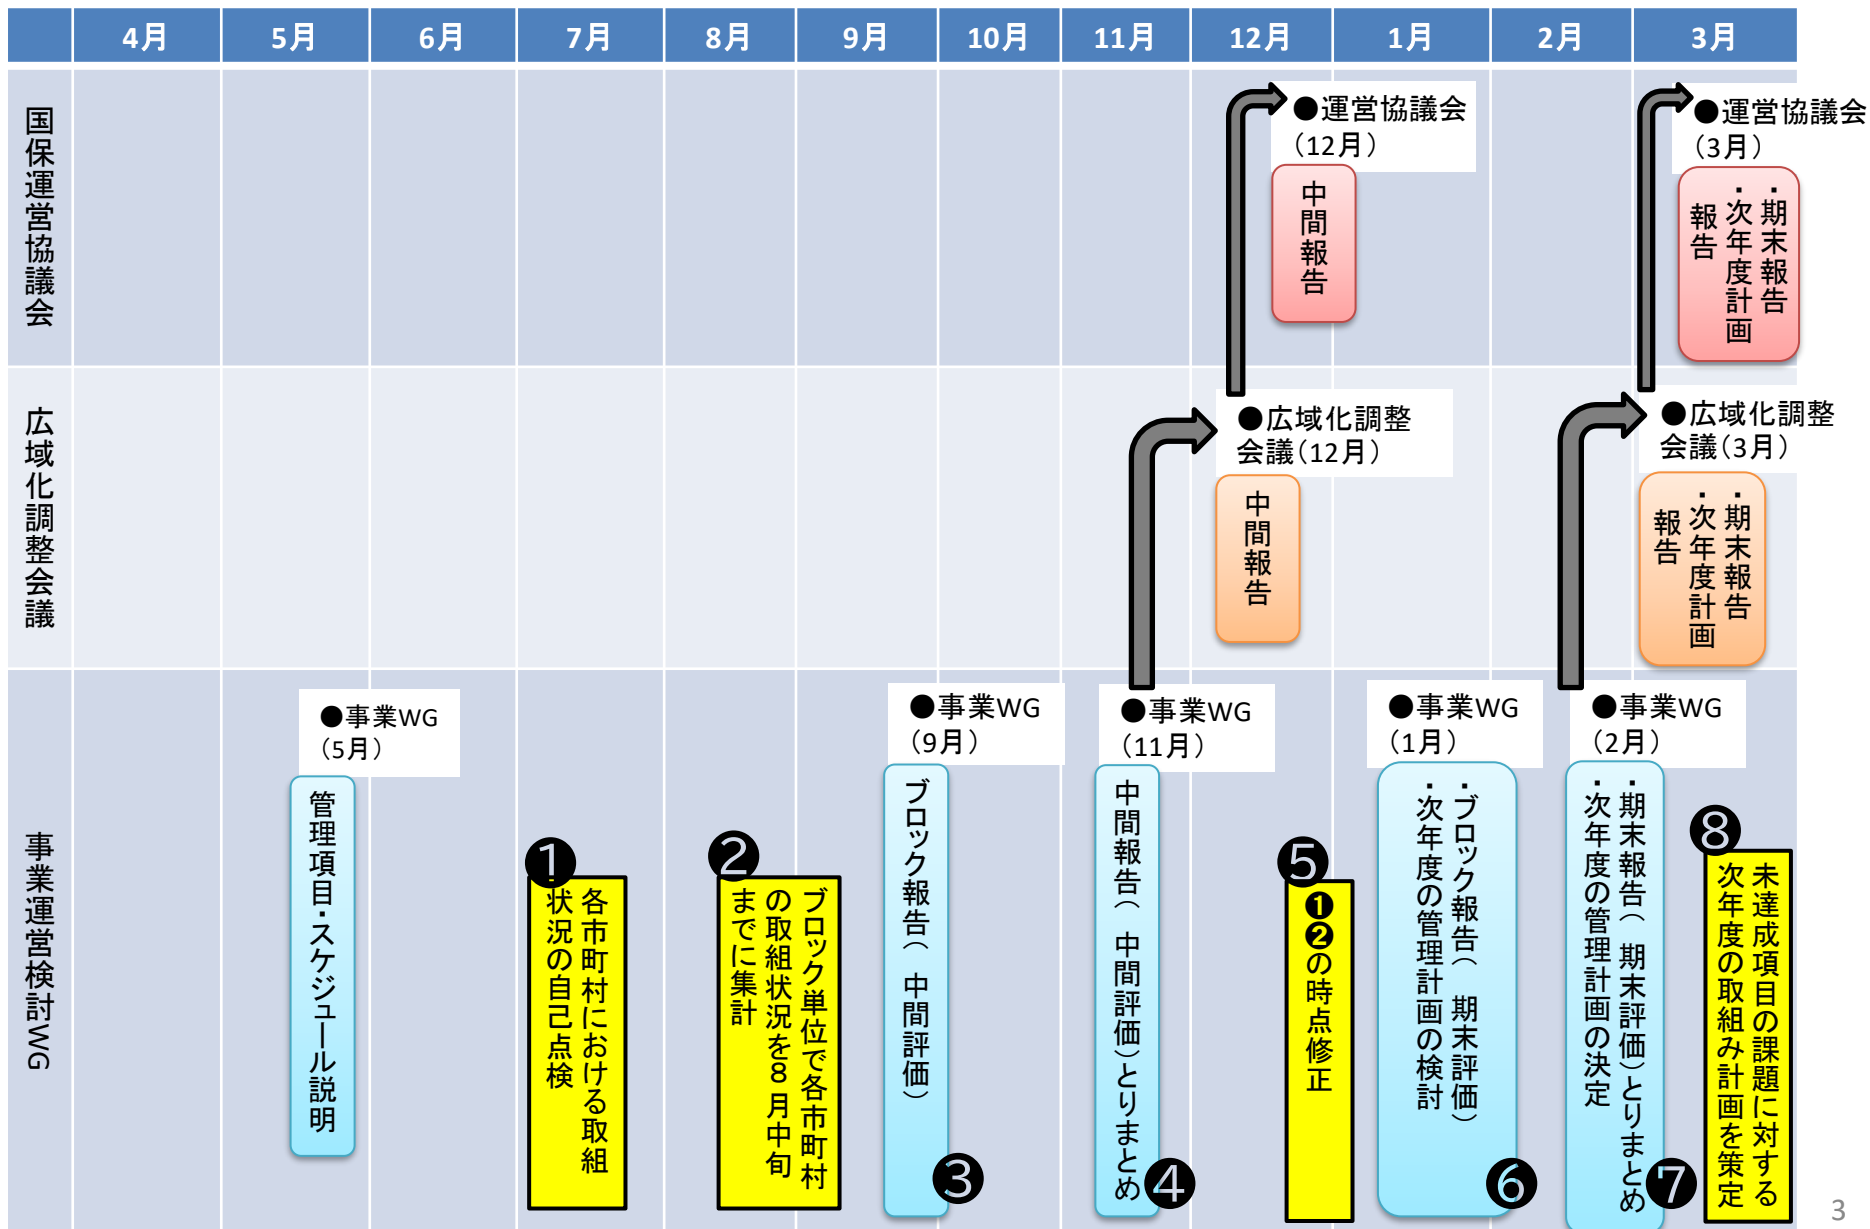 4月
5月
6月
7月
8月
9月
10月
11月
12月
1月
2月
3月
国保運営協議会
●運営協議会
（12月）
中間報告
●運営協議会
（3月）
・期末報告
・次年度計画
報告
広域化調整会議
●広域化調整
会議（12月）
中間報告
●広域化調整
会議（3月）
・期末報告
・次年度計画
報告
事業運営検討WG
●事業WG
（5月）
管理項目・スケジュール説明
❶
各市町村における取組
状況の自己点検
❷
ブロック単位で各市町村
の取組状況を８月中旬
までに集計
●事業WG
（9月）
ブロック報告（中間評価）
❸
●事業WG
（11月）
中間報告（中間評価）とりまとめ
❹
❺
❶❷の時点修正
●事業WG
（1月）
・ブロック報告（期末評価）
・次年度の管理計画の検討
❻
●事業WG
（2月）
・期末報告（期末評価）とりまとめ
・次年度の管理計画の決定
❼
❽
未達成項目の課題に対する
次年度の取組み計画を策定
3